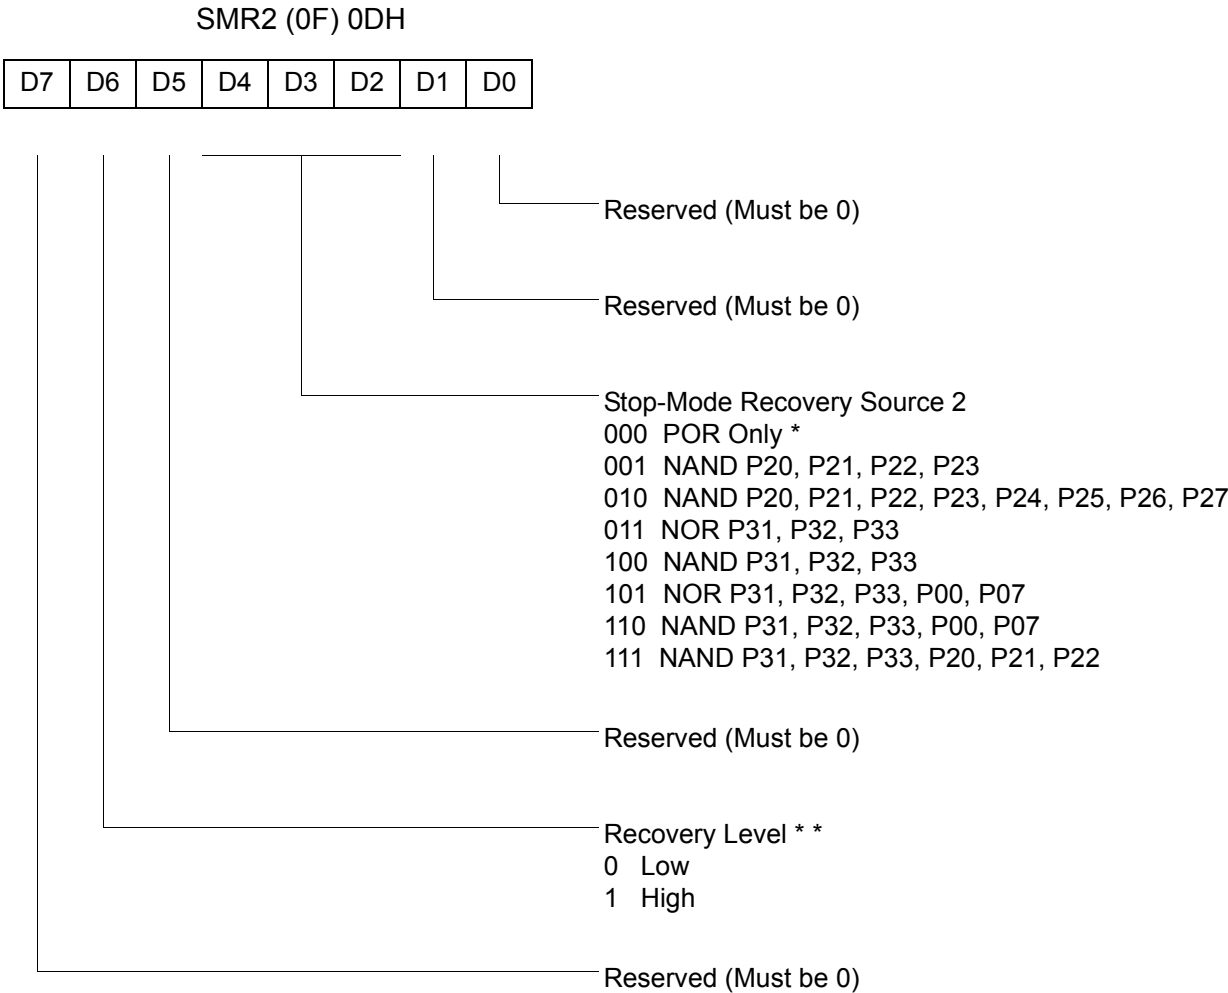 SMR2 (0F) 0DH
D7 D6 D5 D4 D3 D2 D1 D0
Reserved (Must be 0)
Reserved (Must be 0)
Stop-Mode Recovery Source 2
000 POR Only *
001 NAND P20, P21, P22, P23
010 NAND P20, P21, P22, P23, P24, P25, P26, P27
011 NOR P31, P32, P33
100 NAND P31, P32, P33
101 NOR P31, P32, P33, P00, P07
110 NAND P31, P32, P33, P00, P07
111 NAND P31, P32, P33, P20, P21, P22
Reserved (Must be 0)
Recovery Level * *
0 Low
1 High
Reserved (Must be 0)